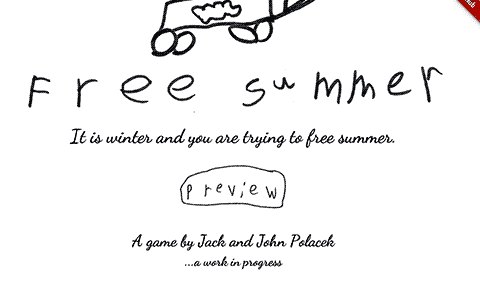 Free summer
It is winter and you are trying to free summer.
preview
A game by Jack and John Polacek
...a work in progress